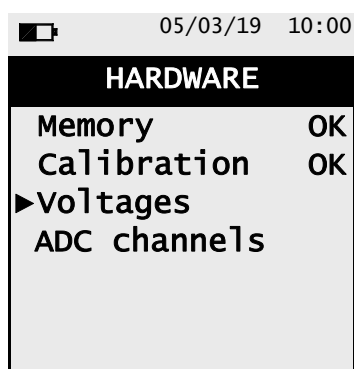 05/03/19 10:00
HARDWARE
Memory OK
Calibration OK
►Voltages
ADC channels